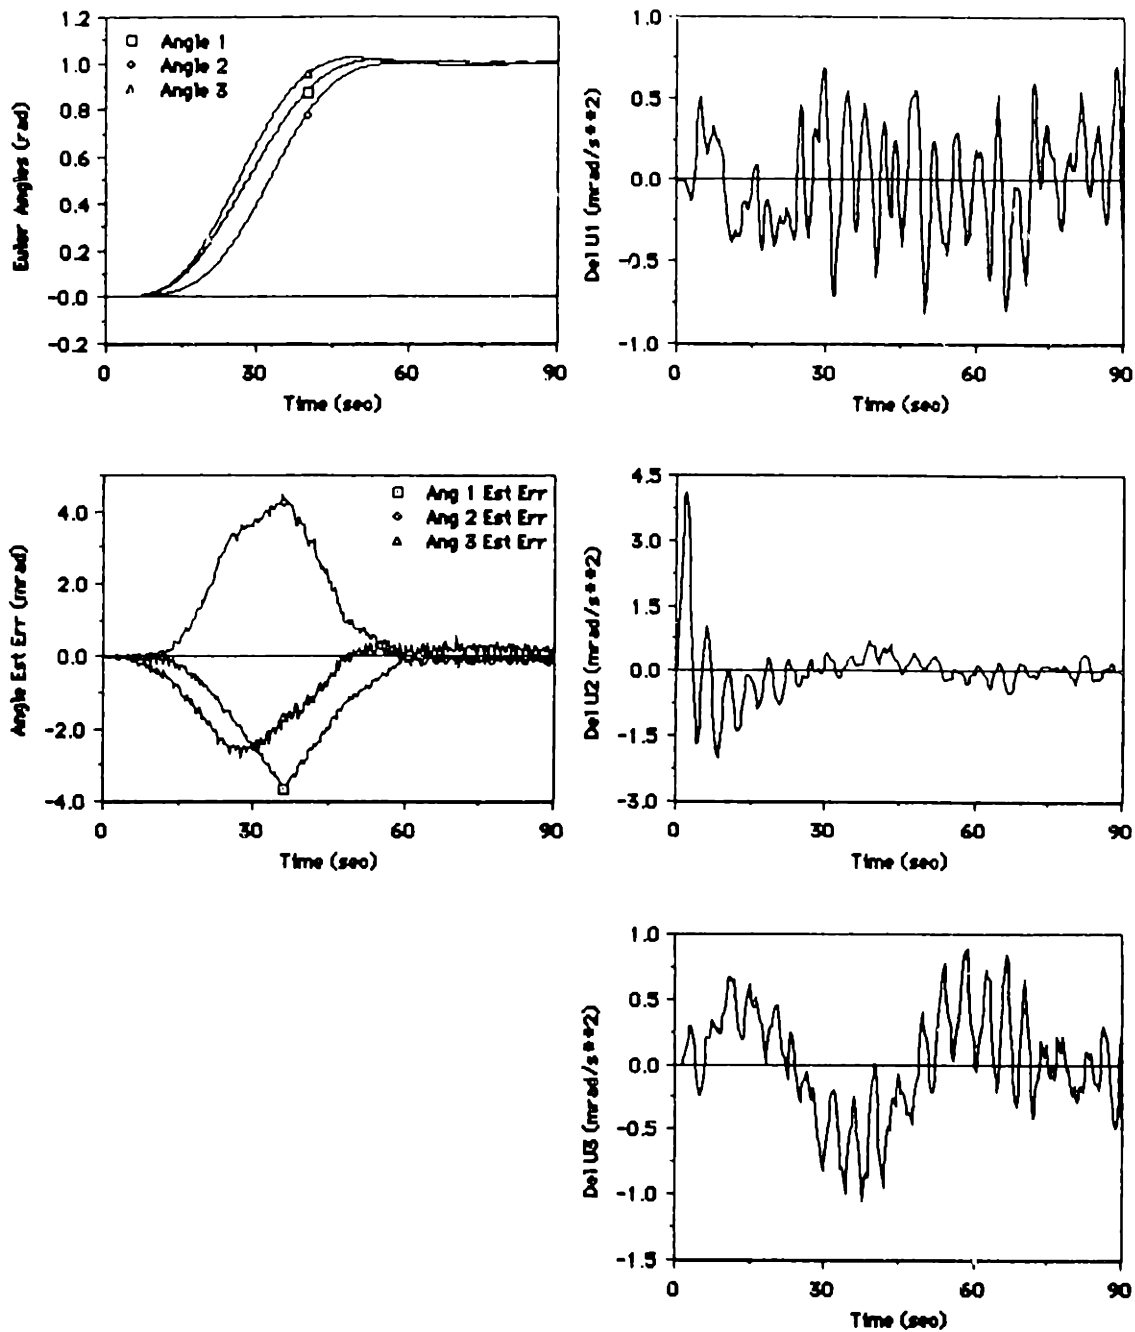 Euler Angles (rad)
1.2
1.0
0.8
0.6
0.4
0.2
-0.0
-0.2
Angle 1
Angle 2
Angle 3
0 30 60 90
Time (sec)
Del U1 (mrad/s**2)
1.0
0.5
0.0
-0.5
-1.0
0 30 60 90
Time (sec)
Angle Est Err (mrad)
4.0
2.0
0.0
-2.0
-4.0
Ang 1 Est Err
Ang 2 Est Err
Ang 3 Est Err
0 30 60 90
Time (sec)
Del U2 (mrad/s**2)
4.5
3.0
1.5
0.0
-1.5
-3.0
0 30 60 90
Time (sec)
Del U3 (mrad/s**2)
1.0
0.5
0.0
-0.5
-1.0
-1.5
0 30 60 90
Time (sec)